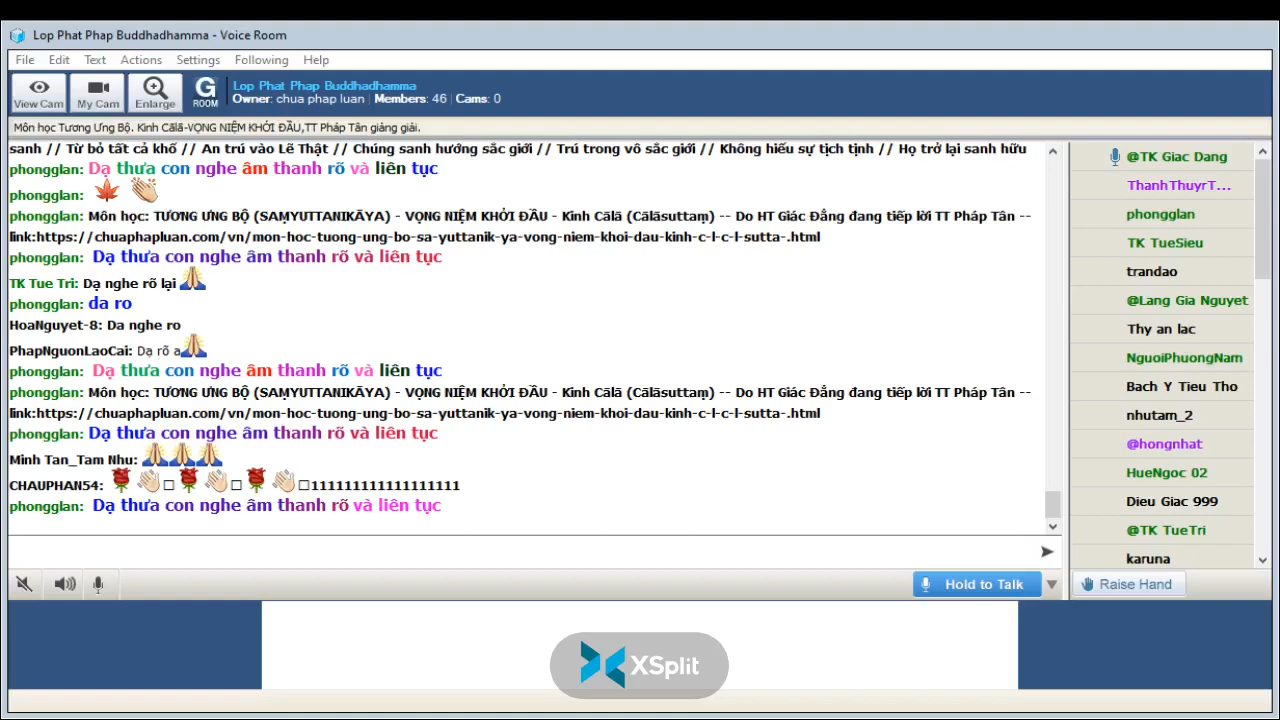 Lop Phat Phap Buddhadhamma - Voice Room
File Edit Text Actions Settings Following Help
View Cam My Cam Enlarge G ROOM
Lop Phat Phap Buddhadhamma
Owner: chua phap luan | Members: 46 | Cams: 0
Môn học Tương Ưng Bộ. Kinh Cãlã-VỌNG NIỆM KHỞI ĐẦU,TT Pháp Tân giảng giải.
sanh // Từ bỏ tất cả khổ // An trú vào Lẽ Thật // Chúng sanh hướng sắc giới // Trú trong vô sắc giới // Không hiểu sự tịch tịnh // Họ trở lại sanh hữu
phongglan: Dạ thưa con nghe âm thanh rõ và liên tục
phongglan:
phongglan: Môn học: TƯƠNG ƯNG BỘ (SAṂYUTTANIKĀYA) - VỌNG NIỆM KHỞI ĐẦU - Kinh Cālā (Cālāsuttaṃ) -- Do HT Giác Đẳng đang tiếp lời TT Pháp Tân --
link:https://chuaphapluan.com/vn/mon-hoc-tuong-ung-bo-sa-yuttanik-ya-vong-niem-khoi-dau-kinh-c-l-c-l-sutta-.html
phongglan: Dạ thưa con nghe âm thanh rõ và liên tục
TK Tue Tri: Dạ nghe rõ lại
phongglan: da ro
HoaNguyet-8: Da nghe ro
PhapNguonLaoCai: Dạ rõ ạ
phongglan: Dạ thưa con nghe âm thanh rõ và liên tục
phongglan: Môn học: TƯƠNG ƯNG BỘ (SAṂYUTTANIKĀYA) - VỌNG NIỆM KHỞI ĐẦU - Kinh Cālā (Cālāsuttaṃ) -- Do HT Giác Đẳng đang tiếp lời TT Pháp Tân --
link:https://chuaphapluan.com/vn/mon-hoc-tuong-ung-bo-sa-yuttanik-ya-vong-niem-khoi-dau-kinh-c-l-c-l-sutta-.html
phongglan: Dạ thưa con nghe âm thanh rõ và liên tục
Minh Tan_Tam Nhu:
CHAUPHAN54: 111111111111111111
phongglan: Dạ thưa con nghe âm thanh rõ và liên tục
Hold to Talk
@TK Giac Dang
ThanhThuyrT...
phongglan
TK TueSieu
trandao
@Lang Gia Nguyet
Thy an lac
NguoiPhuongNam
Bach Y Tieu Tho
nhutam_2
@hongnhat
HueNgoc 02
Dieu Giac 999
@TK TueTri
karuna
Raise Hand
XSplit